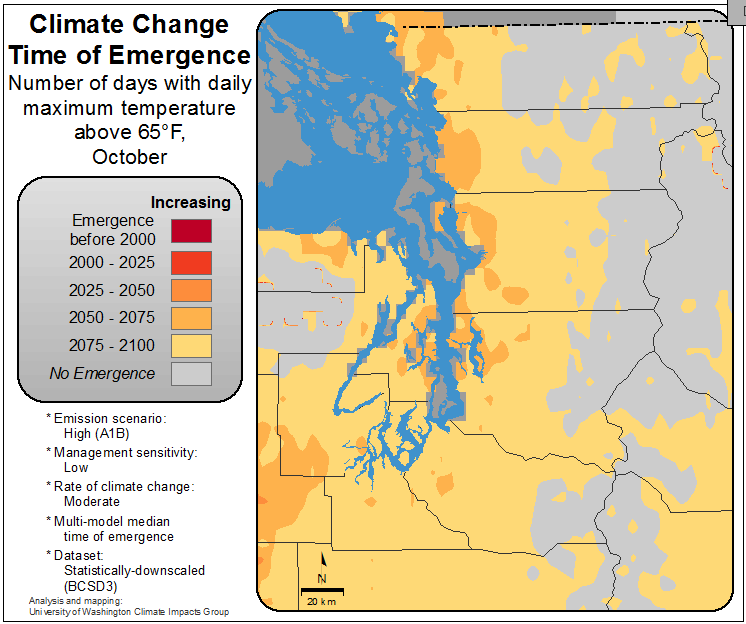 Climate Change
Time of Emergence
Number of days with daily
maximum temperature
above 65°F,
October
Increasing
Emergence
before 2000
2000 - 2025
2025 - 2050
2050 - 2075
2075 - 2100
No Emergence
* Emission scenario:
High (A1B)
* Management sensitivity:
Low
* Rate of climate change:
Moderate
* Multi-model median
time of emergence
* Dataset:
Statistically-downscaled
(BCSD3)
Analysis and mapping:
University of Washington Climate Impacts Group
N
20 km